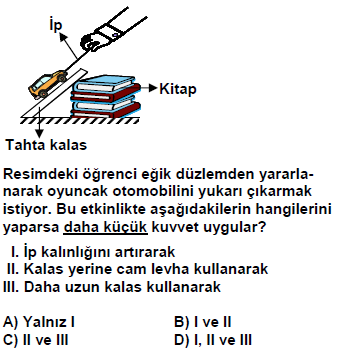 İp
Kitap
Tahta kalas
Resimdeki öğrenci eğik düzlemden yararla-
narak oyuncak otomobilini yukarı çıkarmak
istiyor. Bu etkinlikte aşağıdakilerin hangilerini
yaparsa daha küçük kuvvet uygular?
I. İp kalınlığını artırarak
II. Kalas yerine cam levha kullanarak
III. Daha uzun kalas kullanarak
A) Yalnız I B) I ve II
C) II ve III D) I, II ve III